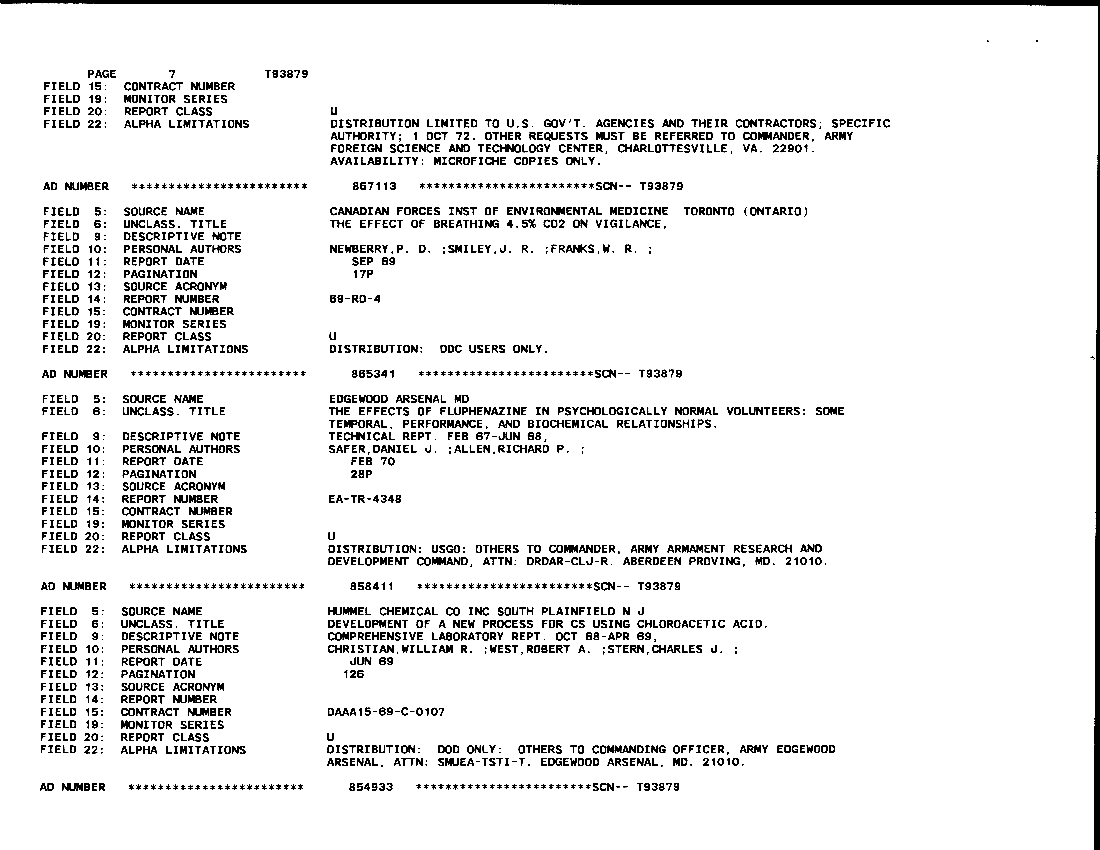 PAGE 7 T93879
FIELD 15: CONTRACT NUMBER
FIELD 19: MONITOR SERIES
FIELD 20: REPORT CLASS U
FIELD 22: ALPHA LIMITATIONS DISTRIBUTION LIMITED TO U.S. GOV'T. AGENCIES AND THEIR CONTRACTORS; SPECIFIC
AUTHORITY; 1 OCT 72. OTHER REQUESTS MUST BE REFERRED TO COMMANDER, ARMY
FOREIGN SCIENCE AND TECHNOLOGY CENTER, CHARLOTTESVILLE, VA. 22901.
AVAILABILITY: MICROFICHE COPIES ONLY.
AD NUMBER ************************ 867113 ************************SCN-- T93879
FIELD 5: SOURCE NAME CANADIAN FORCES INST OF ENVIRONMENTAL MEDICINE TORONTO (ONTARIO)
FIELD 6: UNCLASS. TITLE THE EFFECT OF BREATHING 4.5% CO2 ON VIGILANCE,
FIELD 9: DESCRIPTIVE NOTE
FIELD 10: PERSONAL AUTHORS NEWBERRY,P. D. ;SMILEY,J. R. ;FRANKS,W. R. ;
FIELD 11: REPORT DATE SEP 69
FIELD 12: PAGINATION 17P
FIELD 13: SOURCE ACRONYM
FIELD 14: REPORT NUMBER 69-RD-4
FIELD 15: CONTRACT NUMBER
FIELD 19: MONITOR SERIES
FIELD 20: REPORT CLASS U
FIELD 22: ALPHA LIMITATIONS DISTRIBUTION: DDC USERS ONLY.
AD NUMBER ************************ 865341 ************************SCN-- T93879
FIELD 5: SOURCE NAME EDGEWOOD ARSENAL MD
FIELD 6: UNCLASS. TITLE THE EFFECTS OF FLUPHENAZINE IN PSYCHOLOGICALLY NORMAL VOLUNTEERS: SOME
TEMPORAL, PERFORMANCE, AND BIOCHEMICAL RELATIONSHIPS.
FIELD 9: DESCRIPTIVE NOTE TECHNICAL REPT. FEB 67-JUN 68,
FIELD 10: PERSONAL AUTHORS SAFER,DANIEL J. ;ALLEN,RICHARD P. ;
FIELD 11: REPORT DATE FEB 70
FIELD 12: PAGINATION 28P
FIELD 13: SOURCE ACRONYM
FIELD 14: REPORT NUMBER EA-TR-4348
FIELD 15: CONTRACT NUMBER
FIELD 19: MONITOR SERIES
FIELD 20: REPORT CLASS U
FIELD 22: ALPHA LIMITATIONS DISTRIBUTION: USGO: OTHERS TO COMMANDER, ARMY ARMAMENT RESEARCH AND
DEVELOPMENT COMMAND, ATTN: DRDAR-CLJ-R. ABERDEEN PROVING, MD. 21010.
AD NUMBER ************************ 858411 ************************SCN-- T93879
FIELD 5: SOURCE NAME HUMMEL CHEMICAL CO INC SOUTH PLAINFIELD N J
FIELD 6: UNCLASS. TITLE DEVELOPMENT OF A NEW PROCESS FOR CS USING CHLOROACETIC ACID.
FIELD 9: DESCRIPTIVE NOTE COMPREHENSIVE LABORATORY REPT. OCT 68-APR 69,
FIELD 10: PERSONAL AUTHORS CHRISTIAN,WILLIAM R. ;WEST,ROBERT A. ;STERN,CHARLES J. ;
FIELD 11: REPORT DATE JUN 69
FIELD 12: PAGINATION 126
FIELD 13: SOURCE ACRONYM
FIELD 14: REPORT NUMBER
FIELD 15: CONTRACT NUMBER DAAA15-69-C-0107
FIELD 19: MONITOR SERIES
FIELD 20: REPORT CLASS U
FIELD 22: ALPHA LIMITATIONS DISTRIBUTION: DOD ONLY: OTHERS TO COMMANDING OFFICER, ARMY EDGEWOOD
ARSENAL, ATTN: SMUEA-TSTI-T. EDGEWOOD ARSENAL, MD. 21010.
AD NUMBER ************************ 854933 ************************SCN-- T93879